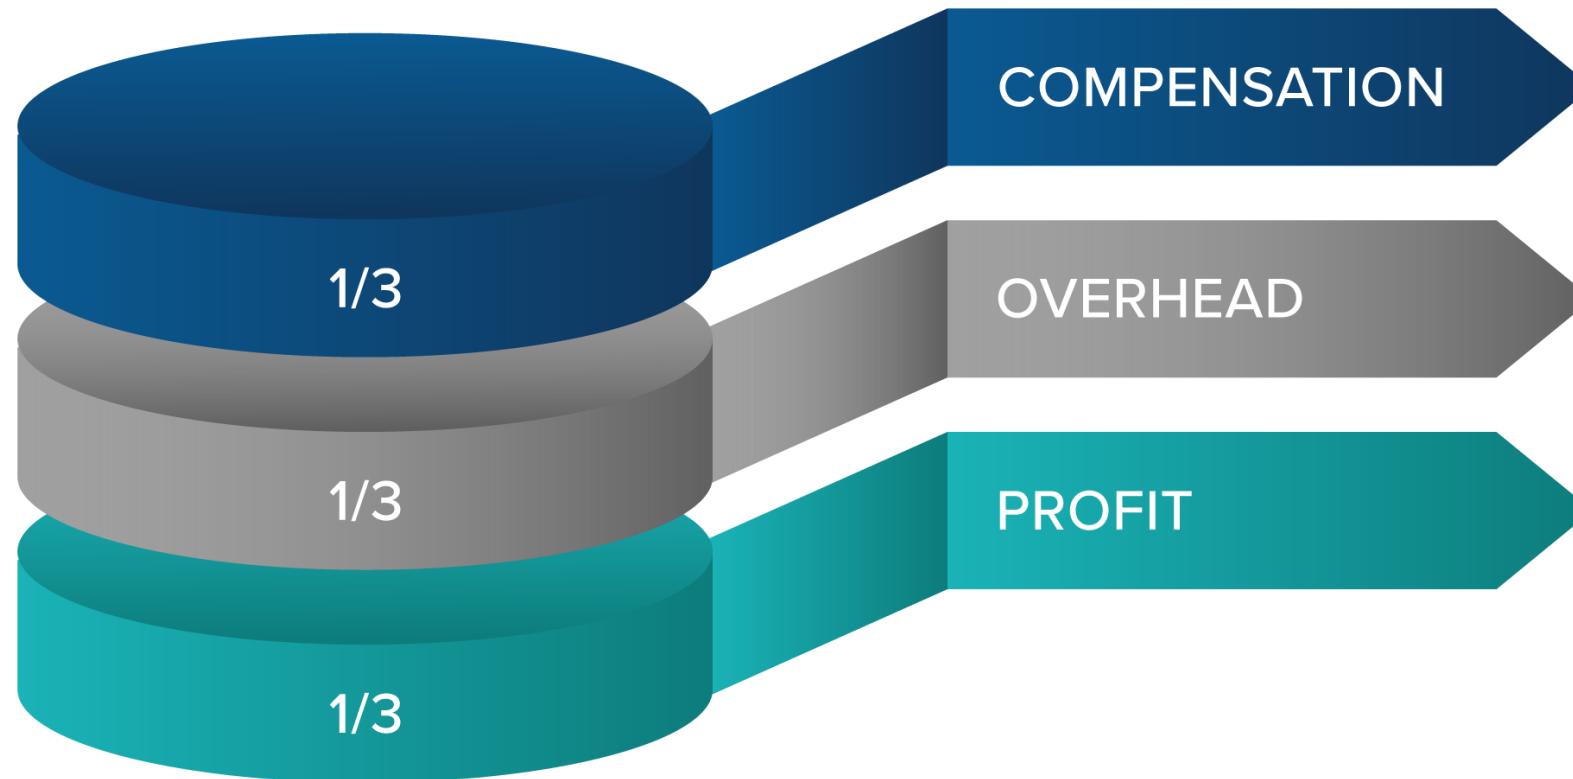 COMPENSATION
1/3
OVERHEAD
1/3
PROFIT
1/3